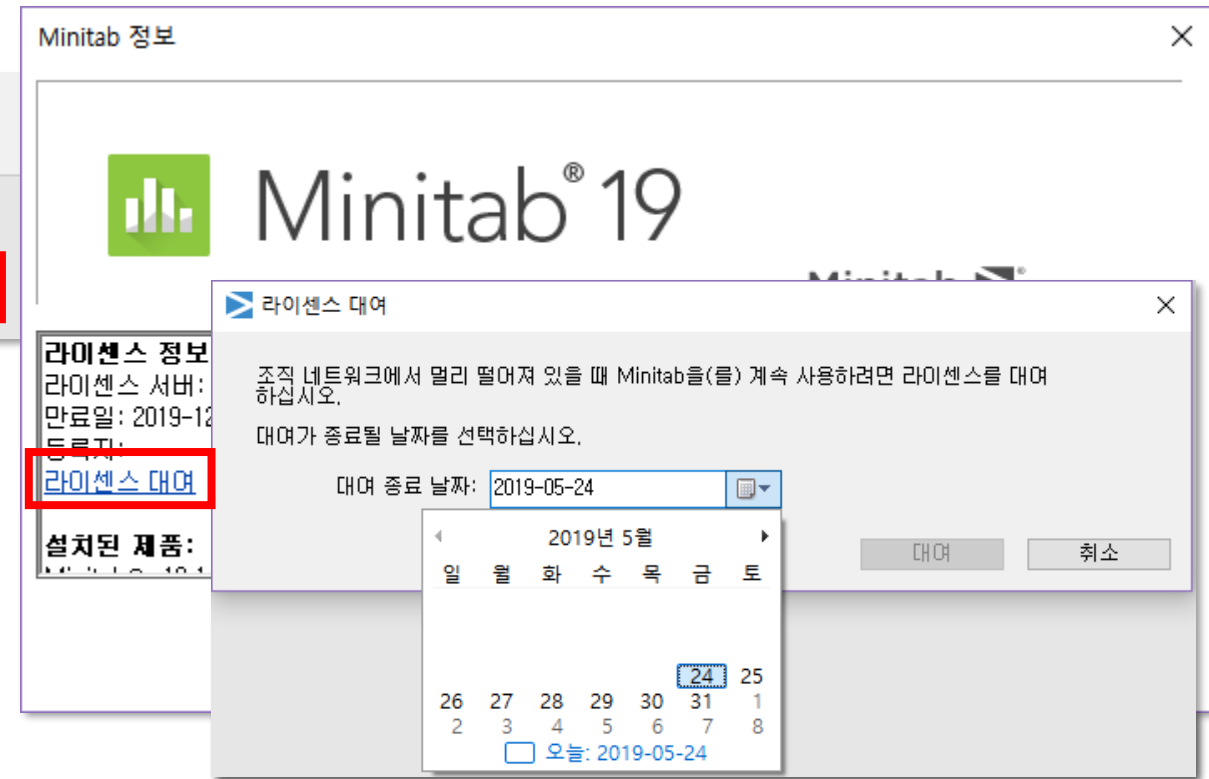 Minitab 정보
Minitab® 19
라이센스 대여
라이센스 정보
라이센스 서버:
만료일: 2019-12
라이센스 대여
설치된 제품:
조직 네트워크에서 멀리 떨어져 있을 때 Minitab을(를) 계속 사용하려면 라이센스를 대여
하십시오.
대여가 종료될 날짜를 선택하십시오.
대여 종료 날짜: 2019-05-24
2019년 5월
일 월 화 수 목 금 토
24 25
26 27 28 29 30 31 1
2 3 4 5 6 7 8
오늘: 2019-05-24
대여 취소